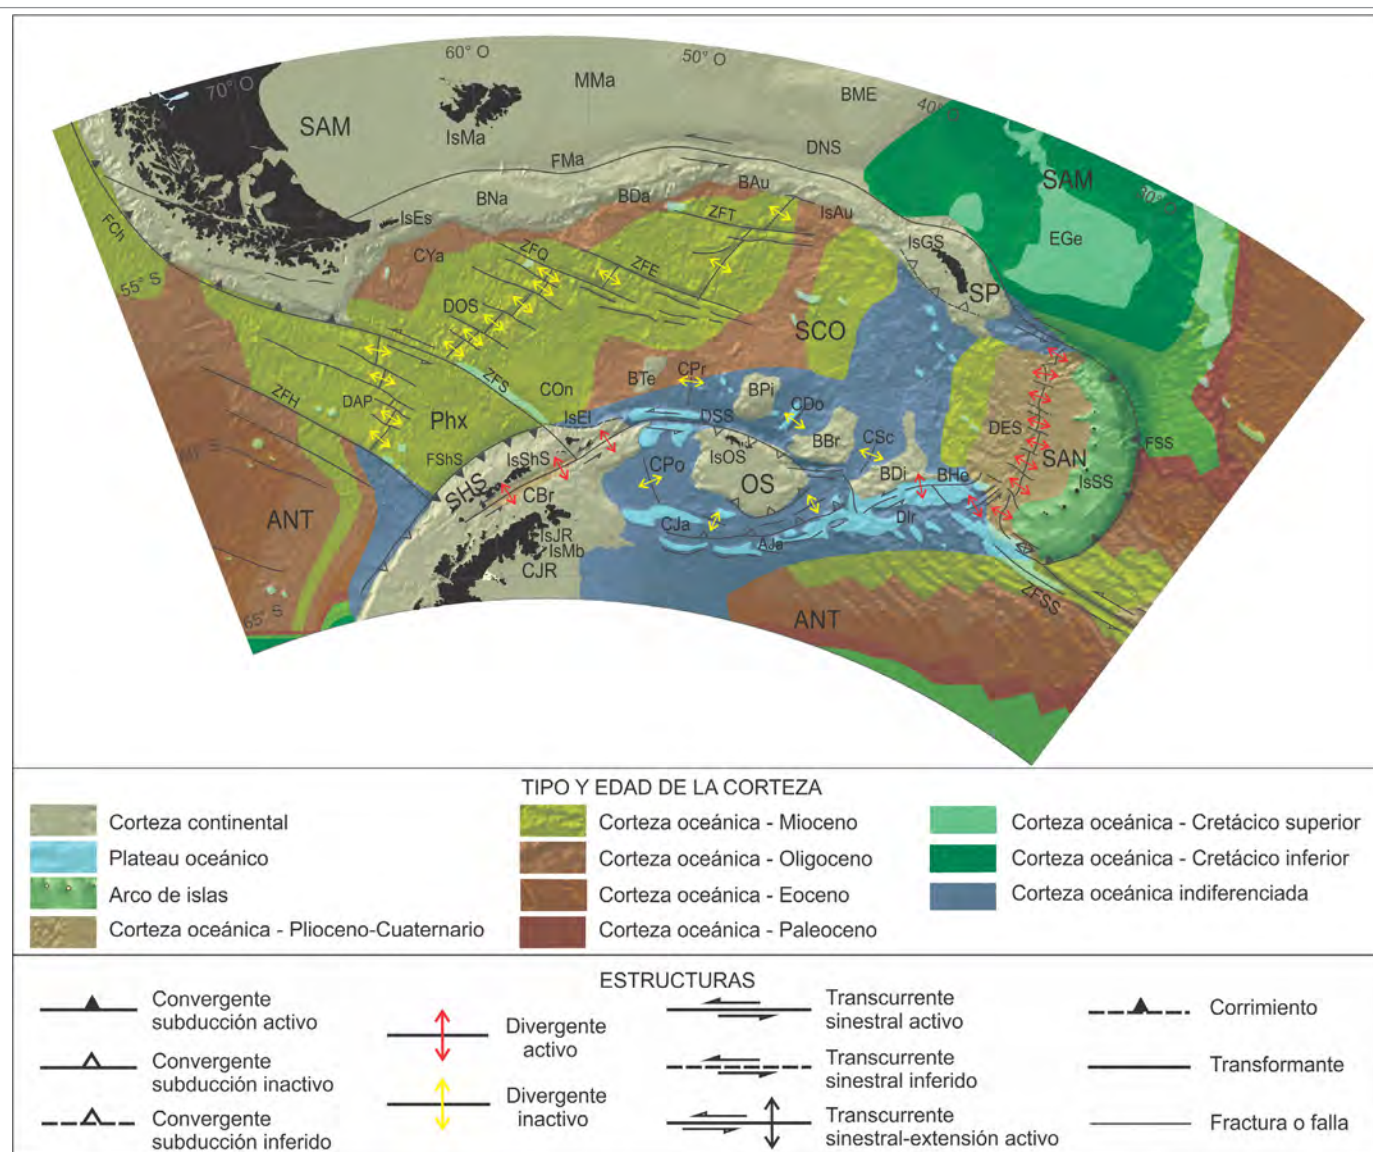 60° O
50° O
70° O
40° O
30° O
MMa
BME
SAM
IsMa
DNS
FMa
SAM
BAu
BNa
BDa
IsAu
IsEs
ZFT
FCh
IsGS
EGe
CYa
ZFQ
ZFE
55° S
SP
DOS
SCO
CPr
BTe
BPi
ZFS
COn
ZFH
DAP
Phx
IsEl
DSS
CDo
DES
FSS
BBr
CSc
FShS
IsShS
CPo
IsOS
SAN
SHS
OS
BDi
BHe
IsSS
CBr
ANT
CJa
DIr
IsJR
AJa
IsMb
CJR
ZFSS
65° S
ANT
TIPO Y EDAD DE LA CORTEZA
Corteza continental
Plateau oceánico
Arco de islas
Corteza oceánica - Plioceno-Cuaternario
Corteza oceánica - Mioceno
Corteza oceánica - Oligoceno
Corteza oceánica - Eoceno
Corteza oceánica - Paleoceno
Corteza oceánica - Cretácico superior
Corteza oceánica - Cretácico inferior
Corteza oceánica indiferenciada
ESTRUCTURAS
Convergente
subducción activo
Convergente
subducción inactivo
Convergente
subducción inferido
Divergente
activo
Divergente
inactivo
Transcurrente
sinestral activo
Transcurrente
sinestral inferido
Transcurrente
sinestral-extensión activo
Corrimiento
Transformante
Fractura o falla